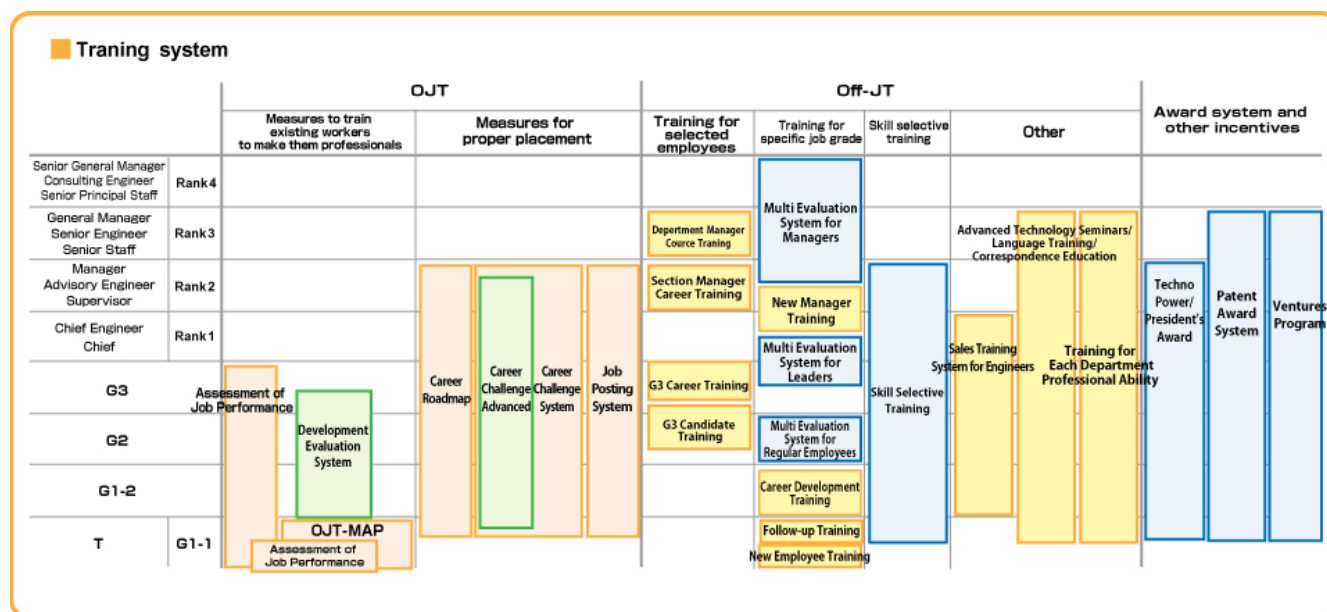 Traning system
OJT
Off-JT
Award system and
other incentives
Measures to train
existing workers
to make them professionals
Measures for
proper placement
Training for
selected
employees
Training for
specific job grade
Skill selective
training
Other
Senior General Manager
Consulting Engineer
Senior Principal Staff
Rank4
General Manager
Senior Engineer
Senior Staff
Rank3
Manager
Advisory Engineer
Supervisor
Rank2
Chief Engineer
Chief
Rank1
G3
G2
G1-2
T
G1-1
Assessment of
Job Performance
Development
Evaluation
System
OJT-MAP
Assessment of
Job Performance
Career
Roadmap
Career
Challenge
Advanced
Career
Challenge
System
Job
Posting
System
Department Manager
Cource Traning
Section Manager
Career Training
G3 Career Training
G3 Candidate
Training
Multi Evaluation
System for
Managers
New Manager
Training
Multi Evaluation
System for
Leaders
Multi Evaluation
System for
Regular Employees
Career Development
Training
Follow-up Training
New Employee Training
Skill Selective
Training
Advanced Technology Seminars/
Language Training/
Correspondence Education
Sales Training
System for Engineers
Training for
Each Department
Professional Ability
Techno
Power/
President's
Award
Patent
Award
System
Ventures
Program